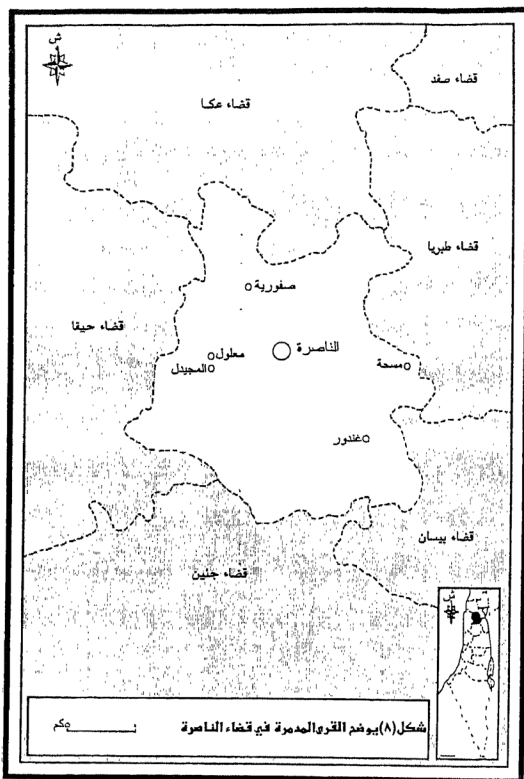 ش
قضاء صفد
قضاء عكا
قضاء طبريا
صفورية
قضاء حيفا
الناصرة
معلول
مسحة
المجيدل
غندور
قضاء بيسان
قضاء جنين
ش
شكل (٨) يوضح القرى المدمرة في قضاء الناصرة
٥كم